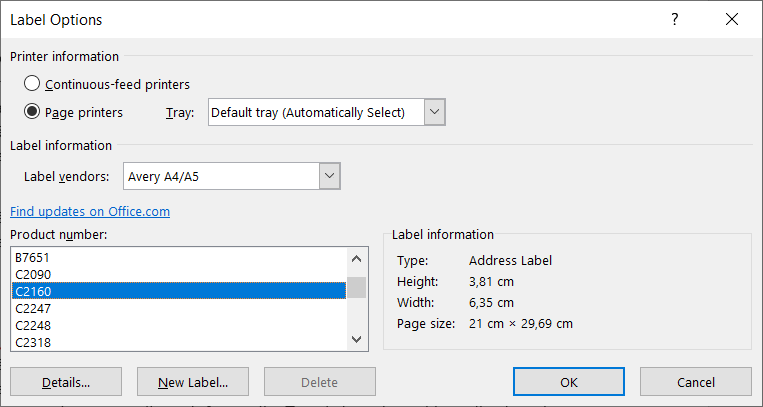 Label Options
Printer information
Continuous-feed printers
Page printers Tray: Default tray (Automatically Select)
Label information
Label vendors: Avery A4/A5
Find updates on Office.com
Product number:
B7651
C2090
C2160
C2247
C2248
C2318
Label information
Type: Address Label
Height: 3,81 cm
Width: 6,35 cm
Page size: 21 cm × 29,69 cm
Details... New Label... Delete OK Cancel